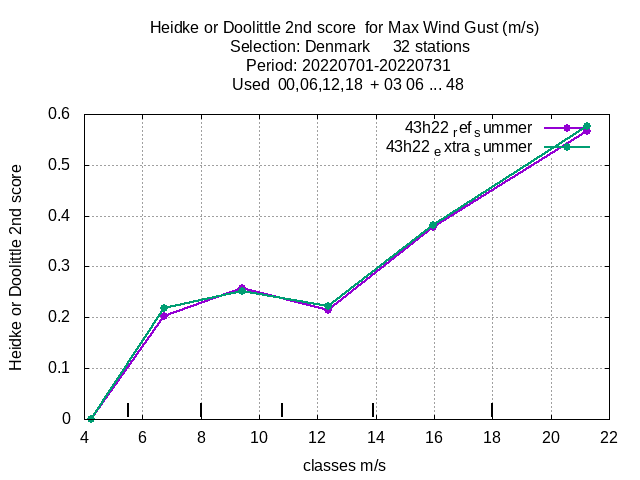 Heidke or Doolittle 2nd score  for Max Wind Gust (m/s)
Selection: Denmark     32 stations
Period: 20220701-20220731
Used  00,06,12,18  + 03 06 ... 48
43h22 ref summer
43h22 extra summer
Heidke or Doolittle 2nd score
0.6
0.5
0.4
0.3
0.2
0.1
0
4 6 8 10 12 14 16 18 20 22
classes m/s